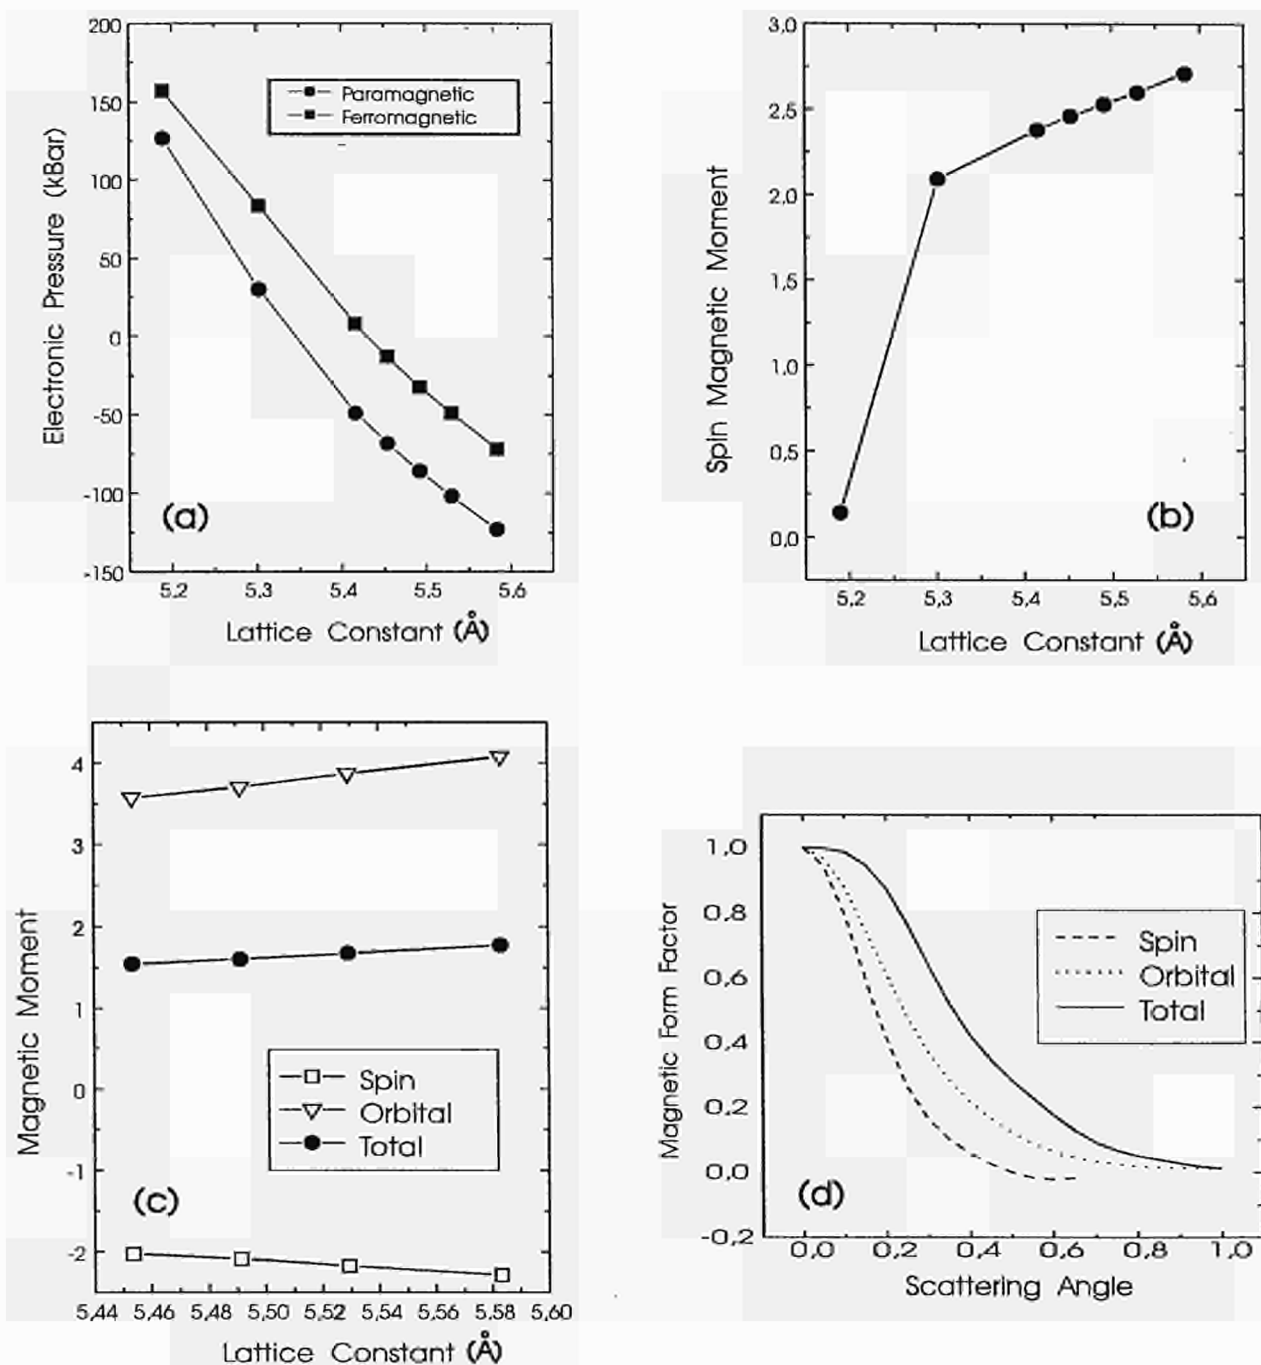 200
150
100
50
0
-50
-100
-150
Electronic Pressure (kBar)
Paramagnetic
Ferromagnetic
(a)
5,2 5,3 5,4 5,5 5,6
Lattice Constant (Å)
3.0
2.5
2.0
1.5
1.0
0.5
0,0
Spin Magnetic Moment
(b)
5,2 5,3 5,4 5,5 5,6
Lattice Constant (Å)
4
3
2
1
0
-1
-2
Magnetic Moment
Spin
Orbital
Total
(c)
5,44 5,46 5,48 5,50 5,52 5,54 5,56 5,58 5,60
Lattice Constant (Å)
1,0
0,8
0,6
0,4
0,2
0,0
-0,2
Magnetic Form Factor
Spin
Orbital
Total
(d)
0,0 0,2 0,4 0,6 0,8 1,0
Scattering Angle